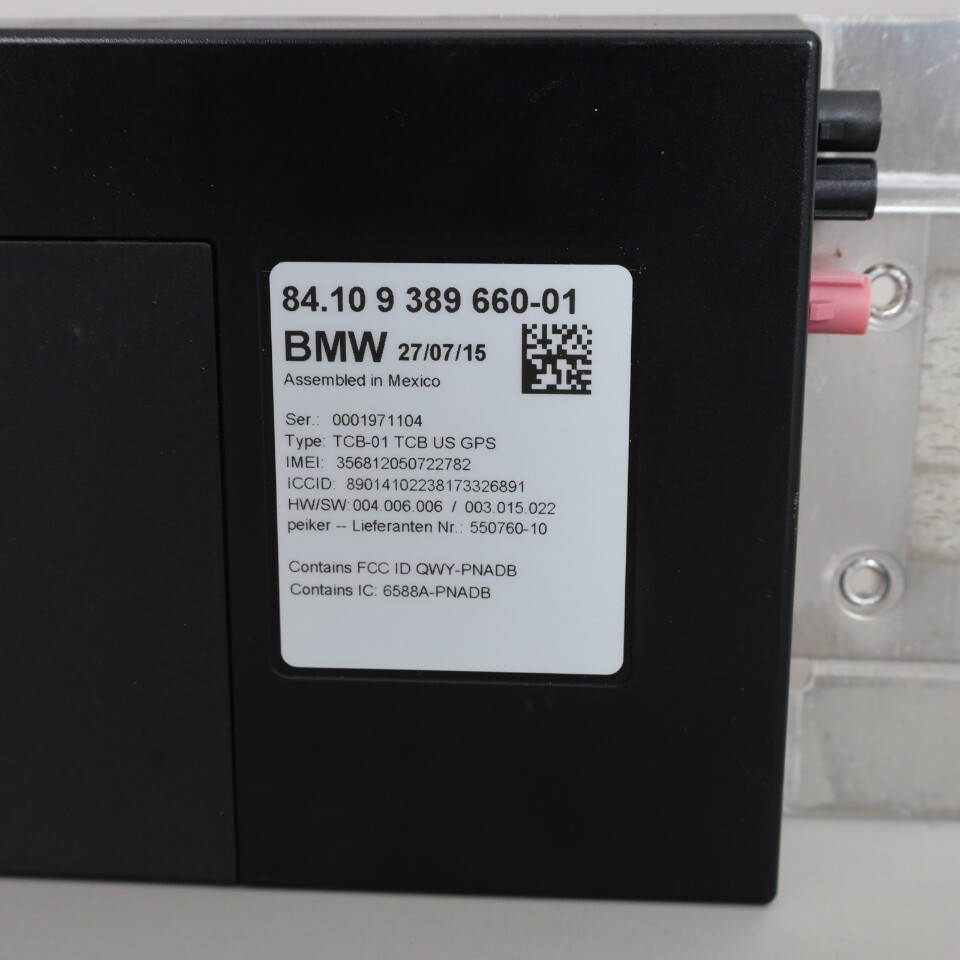 84.10 9 389 660-01
BMW 27/07/15
Assembled in Mexico
Ser.: 0001971104
Type: TCB-01 TCB US GPS
IMEI: 356812050722782
iCCID: 89014102238173326891
HW/SW: 004.006.006 / 003.015.022
peiker -- Lieferanten Nr.: 550760-10
Contains FCC ID QWY-PNADB
Contains IC: 6588A-PNADB